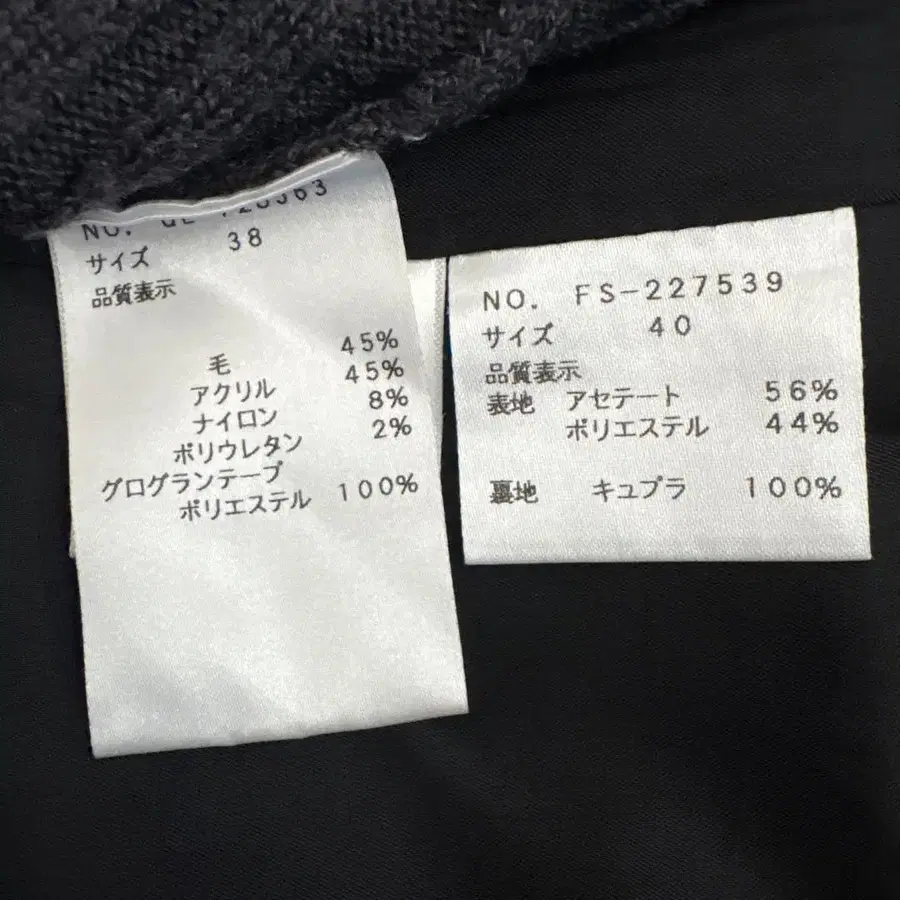 NO.
サイズ 38
品質表示
毛 45%
アクリル 45%
ナイロン 8%
ポリウレタン 2%
グログランテープ
ポリエステル 100%
NO. FS-227539
サイズ 40
品質表示
表地 アセテート 56%
ポリエステル 44%
裏地 キュプラ 100%